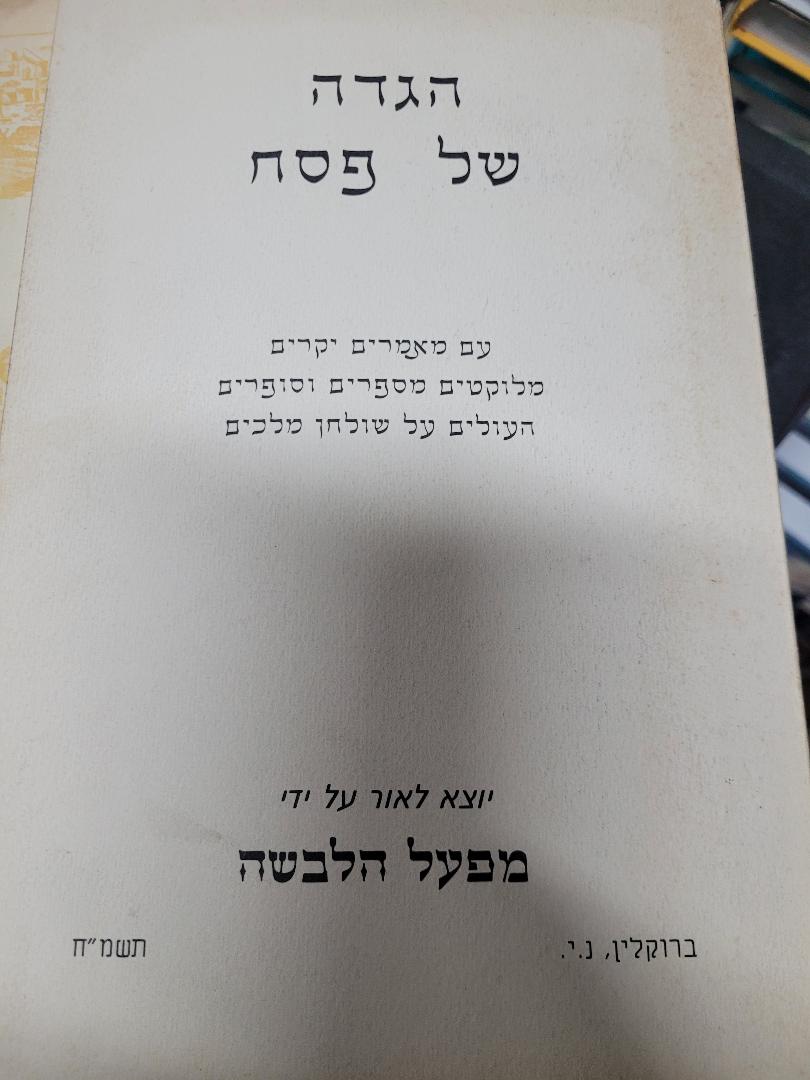 הגדה
של פסח
עם מאמרים יקרים
מלוקטים מספרים וסופרים
העולים על שולחן מלכים
יוצא לאור על ידי
מפעל הלבשה
ברוקלין, נ.י. תשמ״ח